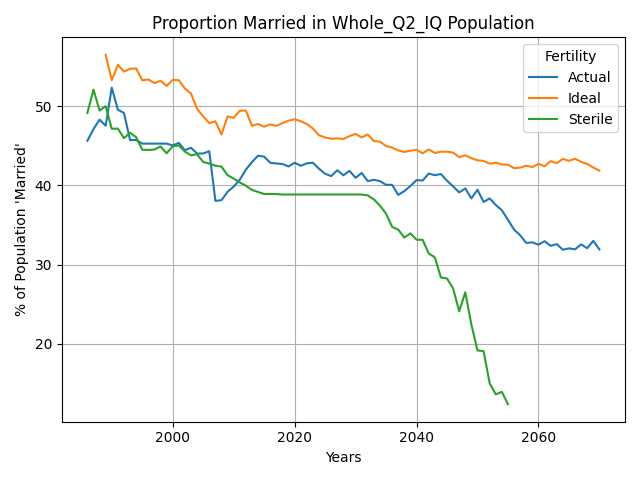 Proportion Married in Whole_Q2_IQ Population
% of Population 'Married'
50
40
30
20
Fertility
Actual
Ideal
Sterile
2000
2020
2040
2060
Years